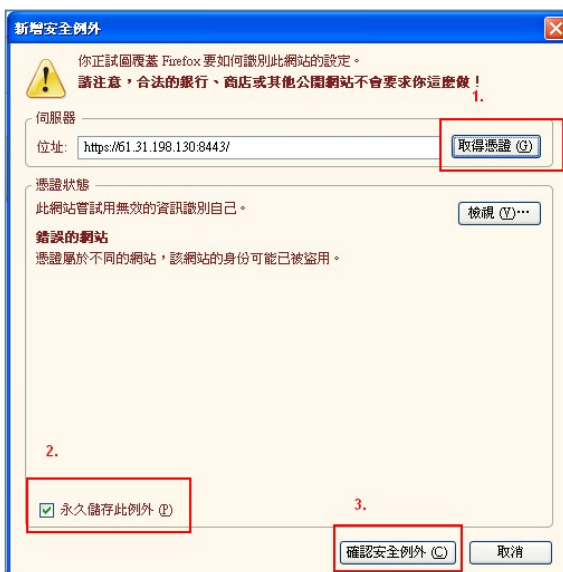 新增安全例外
你正試圖覆蓋 Firefox 要如何識別此網站的設定。
請注意，合法的銀行、商店或其他公開網站不會要求你這麼做！
1.
伺服器
位址: https://61.31.198.130:8443/ 取得憑證 (G)
憑證狀態
此網站嘗試用無效的資訊識別自己。 檢視 (V)…
錯誤的網站
憑證屬於不同的網站，該網站的身份可能已被盜用。
2.
永久儲存此例外 (P)
3.
確認安全例外 (C) 取消